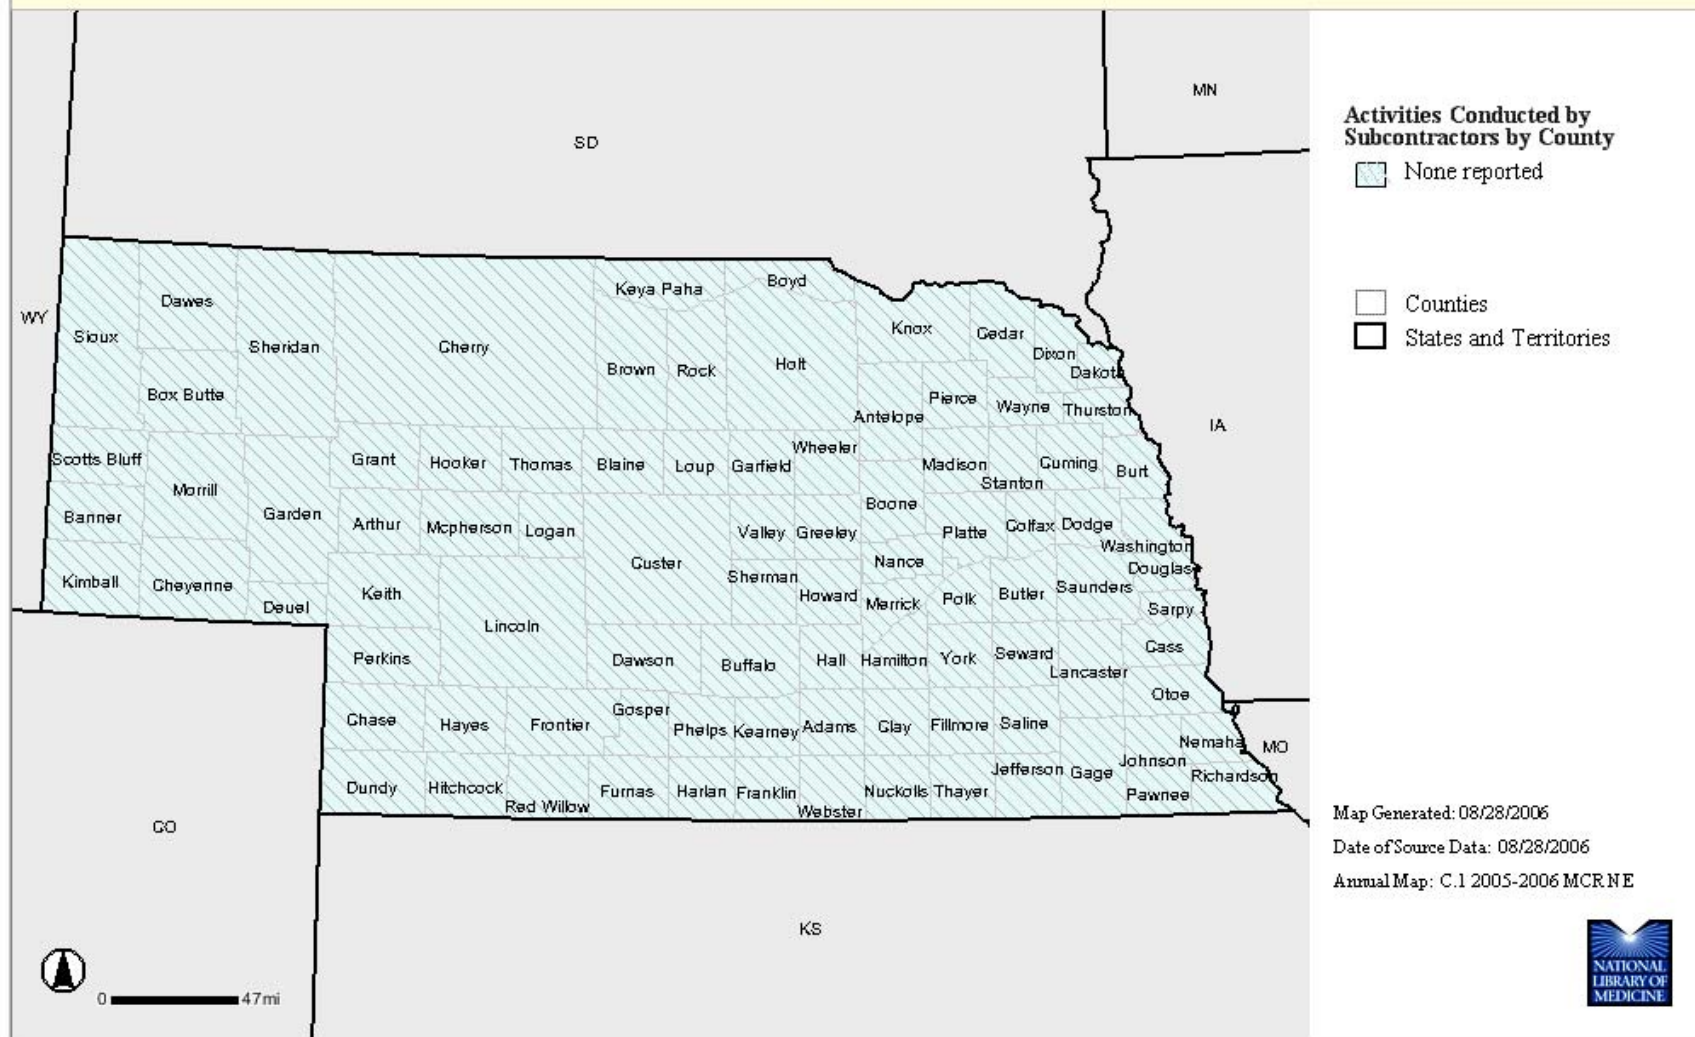 MN
SD
Activities Conducted by
Subcontractors by County
None reported
Counties
States and Territories
WY
IA
Keya Paha
Boyd
Dawes
Sioux
Sheridan
Cherry
Knox
Cedar
Dixon
Brown
Rock
Holt
Dakota
Box Butte
Pierce
Wayne
Thurston
Antelope
Scotts Bluff
Grant
Hooker
Thomas
Blaine
Loup
Garfield
Wheeler
Madison
Cuming
Burt
Stanton
Morrill
Boone
Banner
Garden
Arthur
Mcpherson
Logan
Valley
Greeley
Platte
Colfax
Dodge
Washington
Custer
Nance
Douglas
Kimball
Cheyenne
Sherman
Keith
Howard
Merrick
Polk
Butler
Saunders
Deuel
Sarpy
Lincoln
Perkins
Dawson
Buffalo
Hall
Hamilton
York
Seward
Cass
Lancaster
Otoe
Chase
Hayes
Frontier
Gosper
Phelps
Kearney
Adams
Clay
Fillmore
Saline
Nemaha
MO
Johnson
Jefferson
Gage
Richardson
Dundy
Hitchcock
Furnas
Harlan
Franklin
Nuckolls
Thayer
Pawnee
Red Willow
Webster
CO
KS
Map Generated: 08/28/2006
Date of Source Data: 08/28/2006
Annual Map: C.1 2005-2006 MCR NE
0 47mi
NATIONAL
LIBRARY OF
MEDICINE